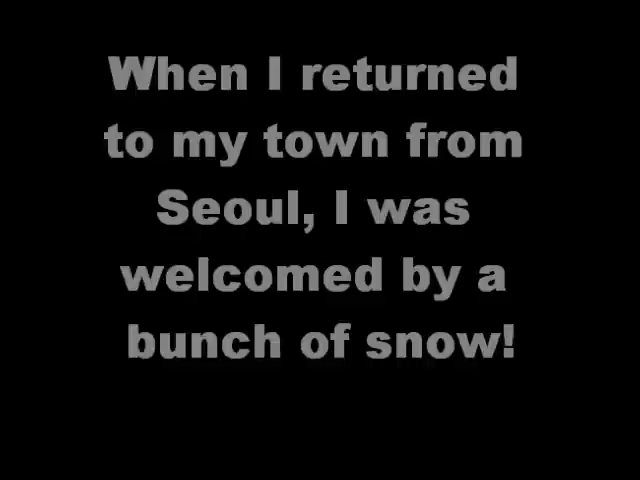 When I returned
to my town from
Seoul, I was
welcomed by a
bunch of snow!